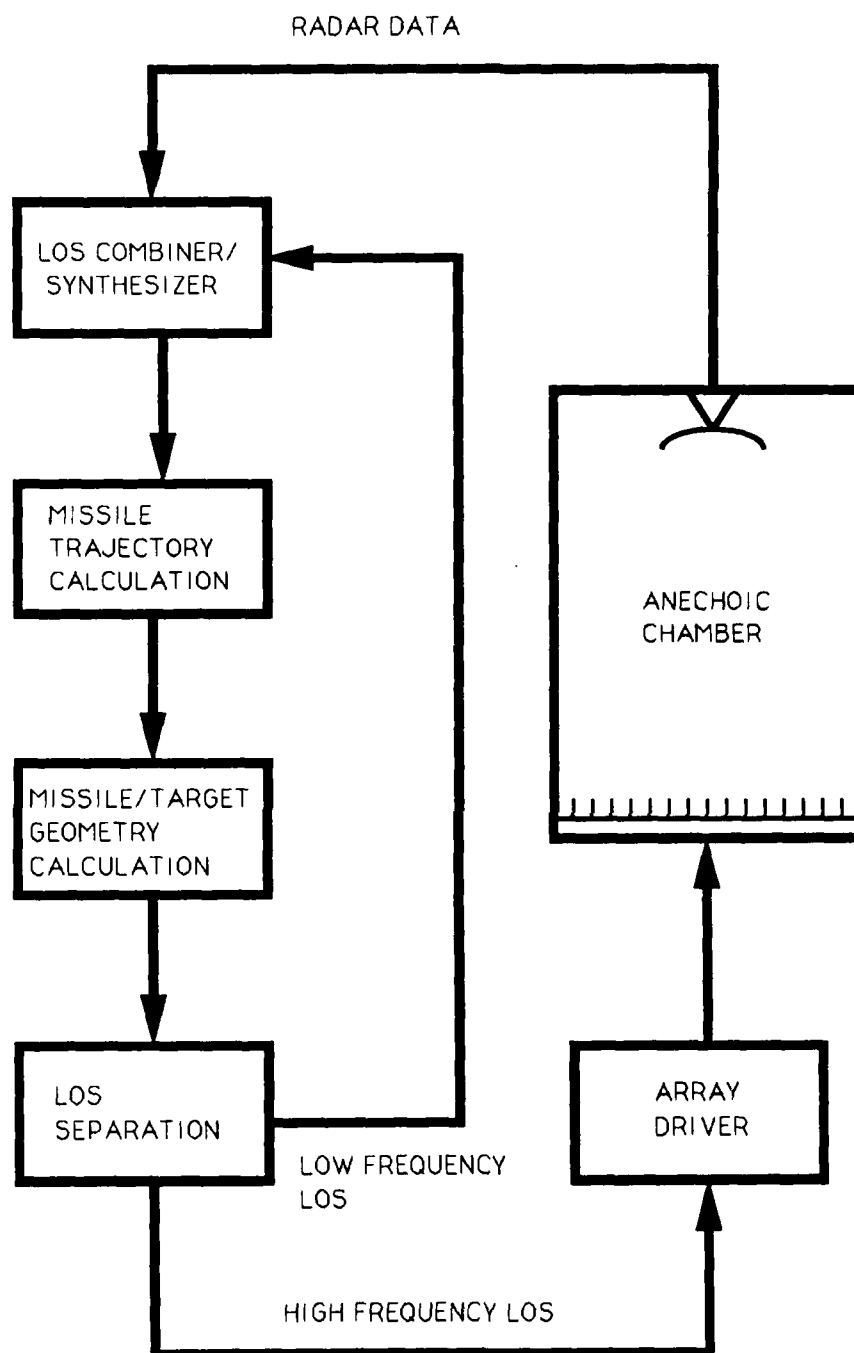 RADAR DATA
LOS COMBINER/
SYNTHESIZER
MISSILE
TRAJECTORY
CALCULATION
ANECHOIC
CHAMBER
MISSILE/TARGET
GEOMETRY
CALCULATION
LOS
SEPARATION
ARRAY
DRIVER
LOW FREQUENCY
LOS
HIGH FREQUENCY LOS